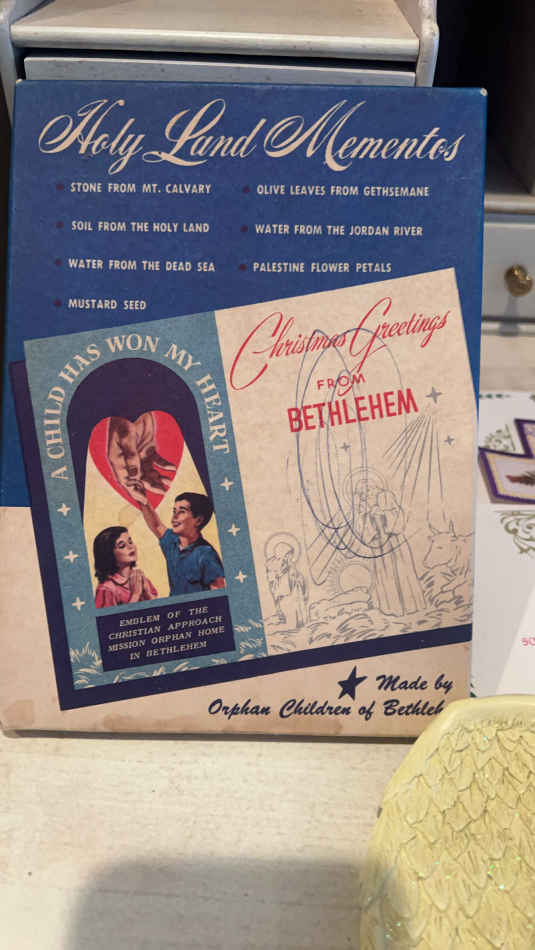 Holy Land Mementos
STONE FROM MT. CALVARY
OLIVE LEAVES FROM GETHSEMANE
SOIL FROM THE HOLY LAND
WATER FROM THE JORDAN RIVER
WATER FROM THE DEAD SEA
PALESTINE FLOWER PETALS
MUSTARD SEED
A CHILD HAS WON MY HEART
EMBLEM OF THE
CHRISTIAN APPROACH
MISSION ORPHAN HOME
IN BETHLEHEM
Christmas Greetings
FROM
BETHLEHEM
Made by
Orphan Children of Bethleh